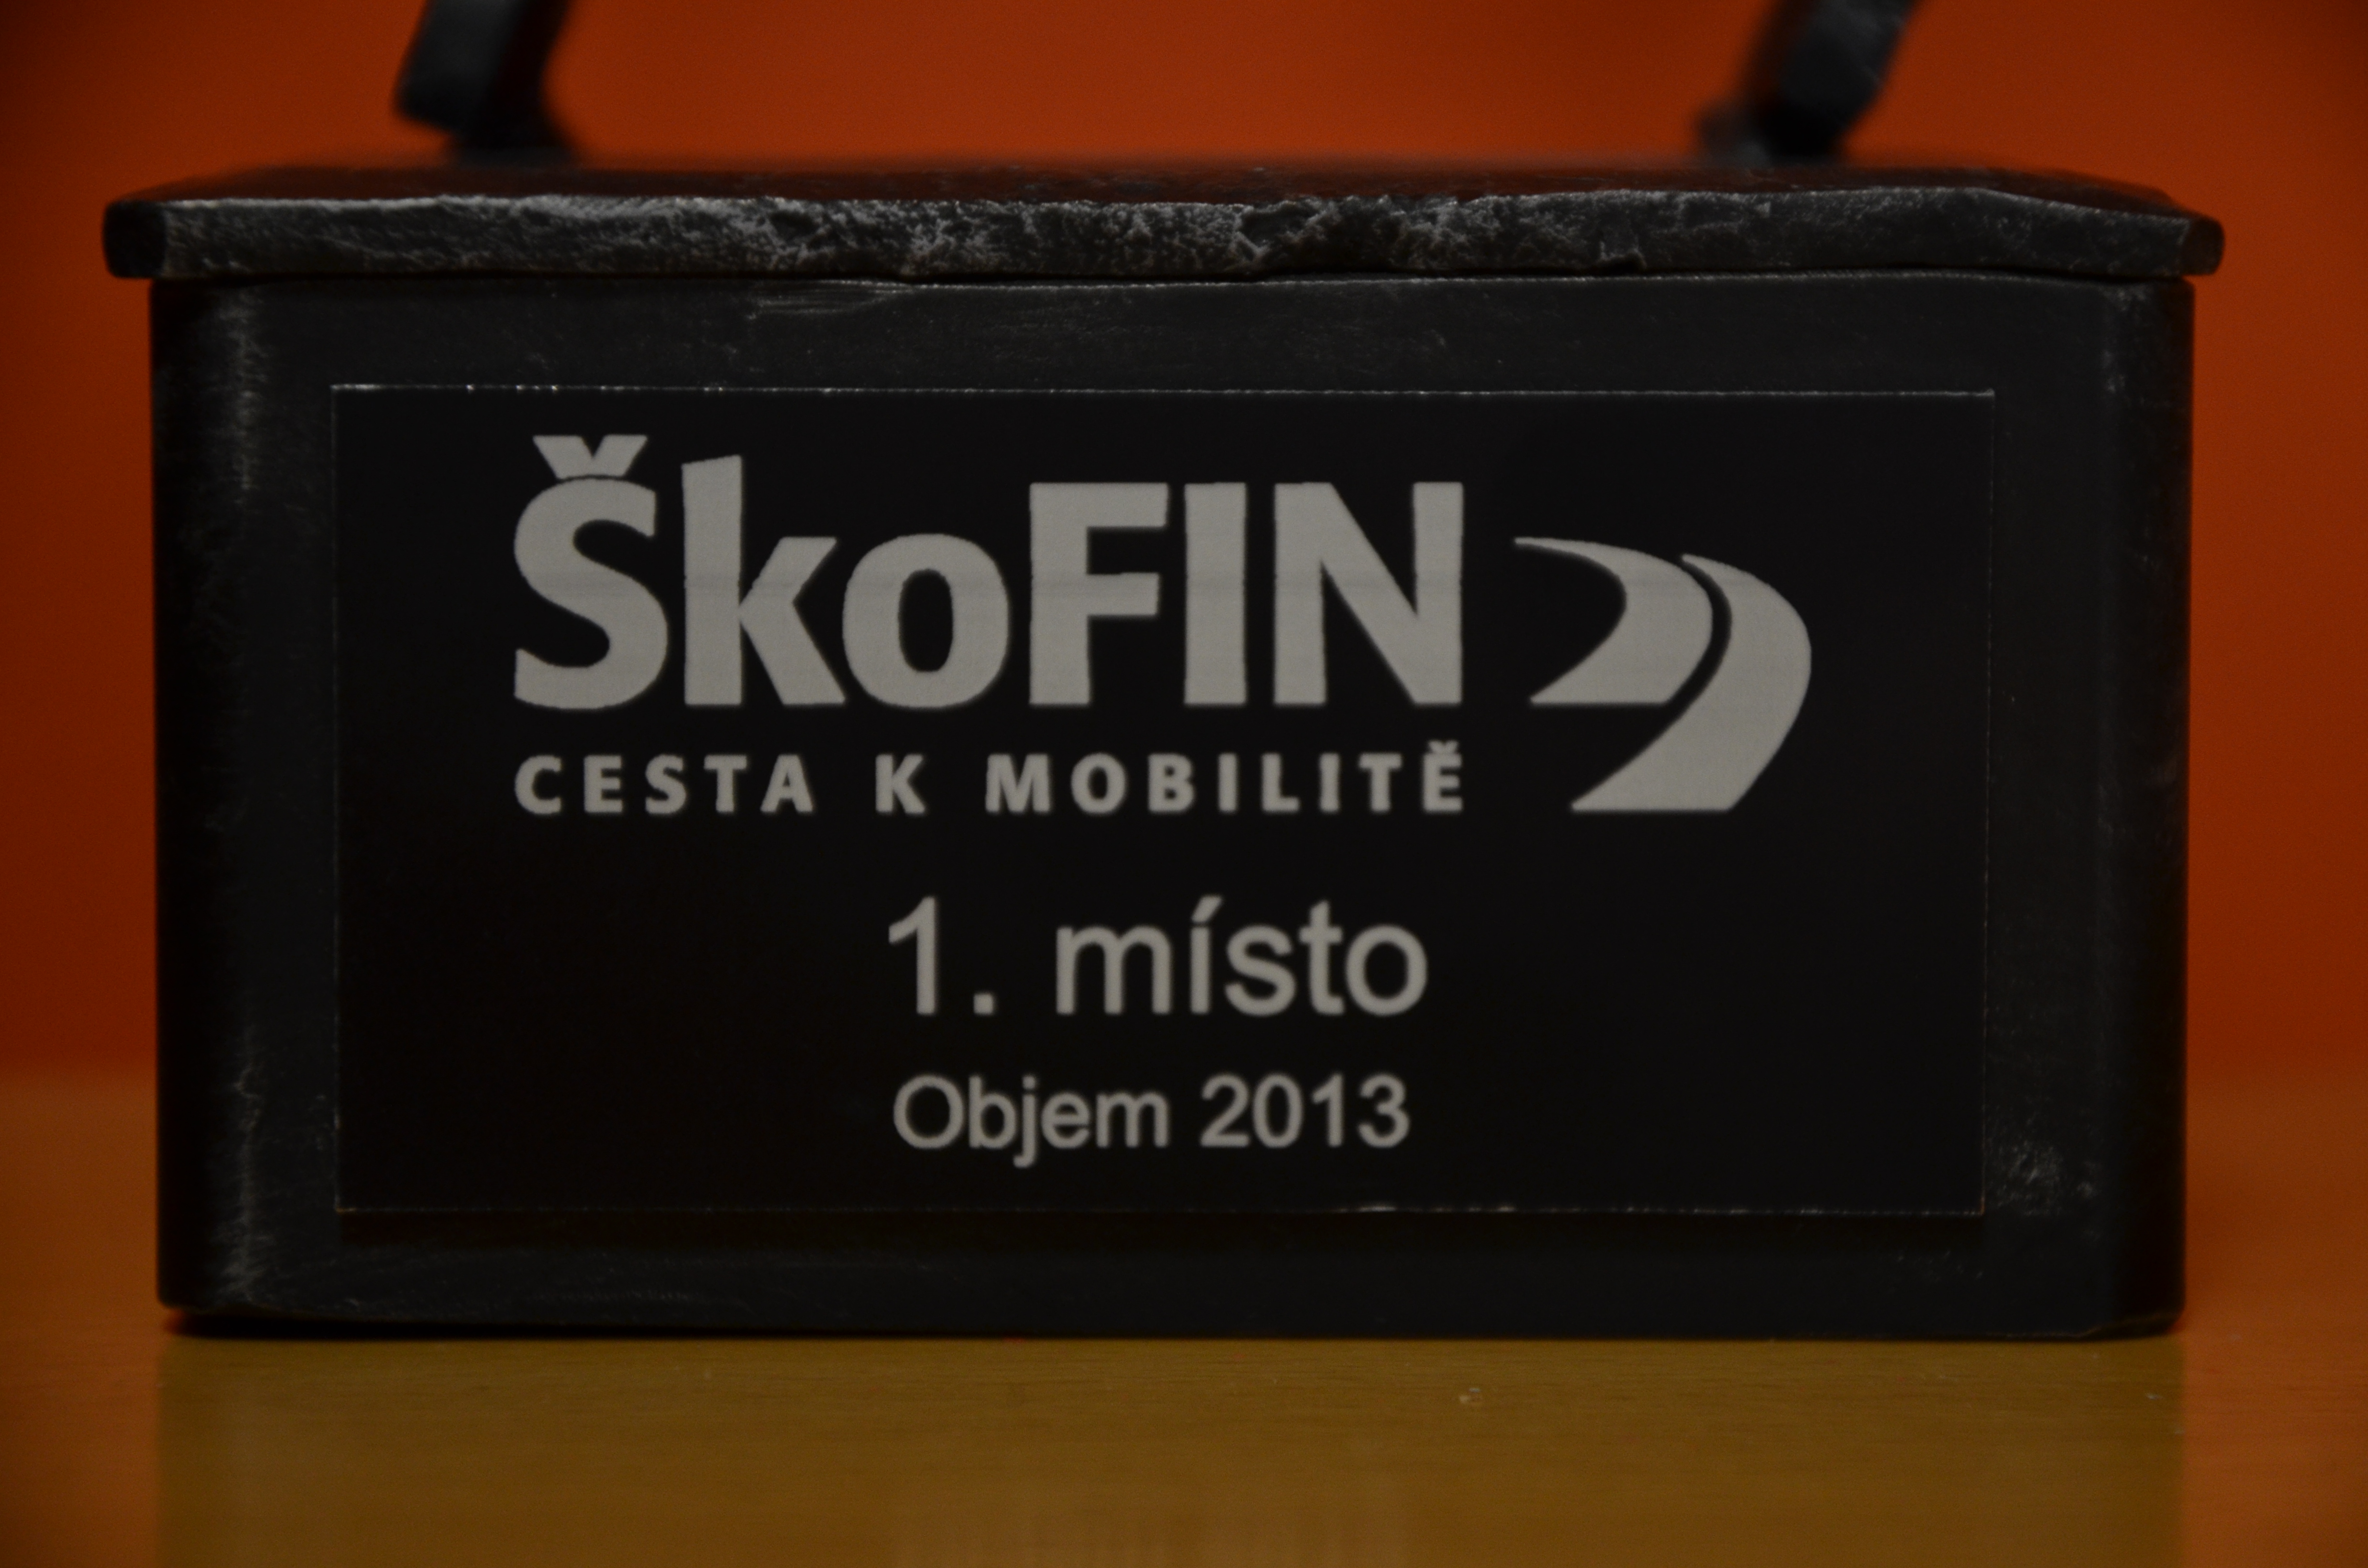 ŠkoFIN
CESTA K MOBILITĚ
1. místo
Objem 2013